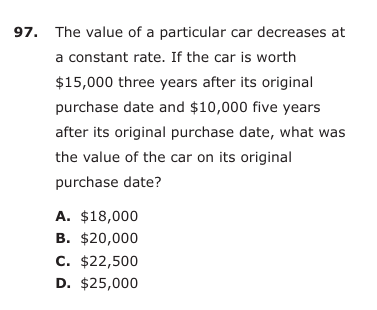 97. The value of a particular car decreases at
a constant rate. If the car is worth
$15,000 three years after its original
purchase date and $10,000 five years
after its original purchase date, what was
the value of the car on its original
purchase date?
A. $18,000
B. $20,000
C. $22,500
D. $25,000